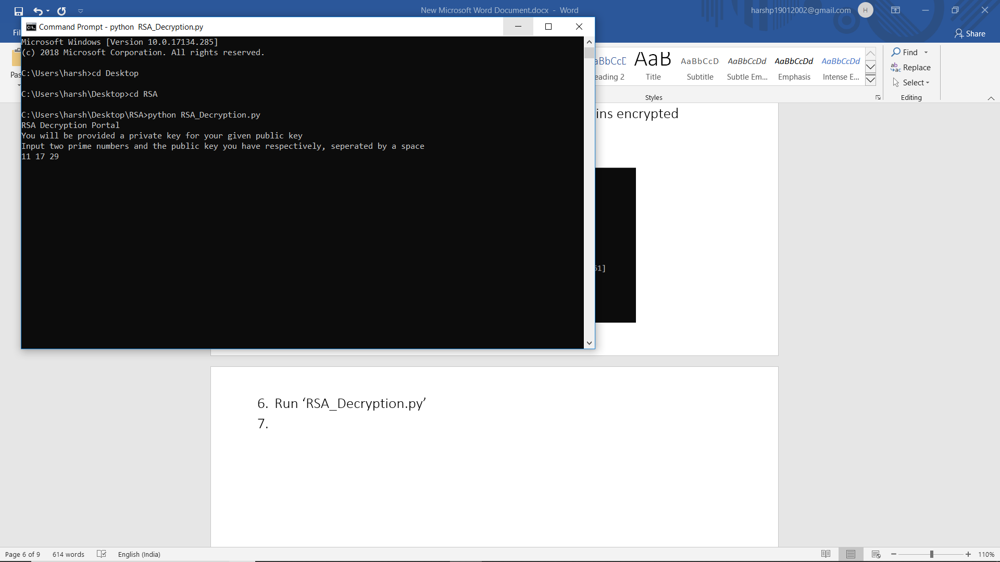 New Microsoft Word Document.docx - Word
harshp19012002@gmail.com
H
Share
Command Prompt - python RSA_Decryption.py
Microsoft Windows [Version 10.0.17134.285]
(c) 2018 Microsoft Corporation. All rights reserved.
C:\Users\harsh>cd Desktop
C:\Users\harsh\Desktop>cd RSA
C:\Users\harsh\Desktop\RSA>python RSA_Decryption.py
RSA Decryption Portal
You will be provided a private key for your given public key
Input two prime numbers and the public key you have respectively, seperated by a space
11 17 29
Fi
Pas
aBbCcC AaB AaBbCcD AaBbCcDd AaBbCcDd AaBbCcDd
eading 2 Title Subtitle Subtle Em... Emphasis Intense E...
Styles
Find
Replace
Select
Editing
ins encrypted
51]
6. Run ‘RSA_Decryption.py’
7.
Page 6 of 9 614 words English (India) 110%